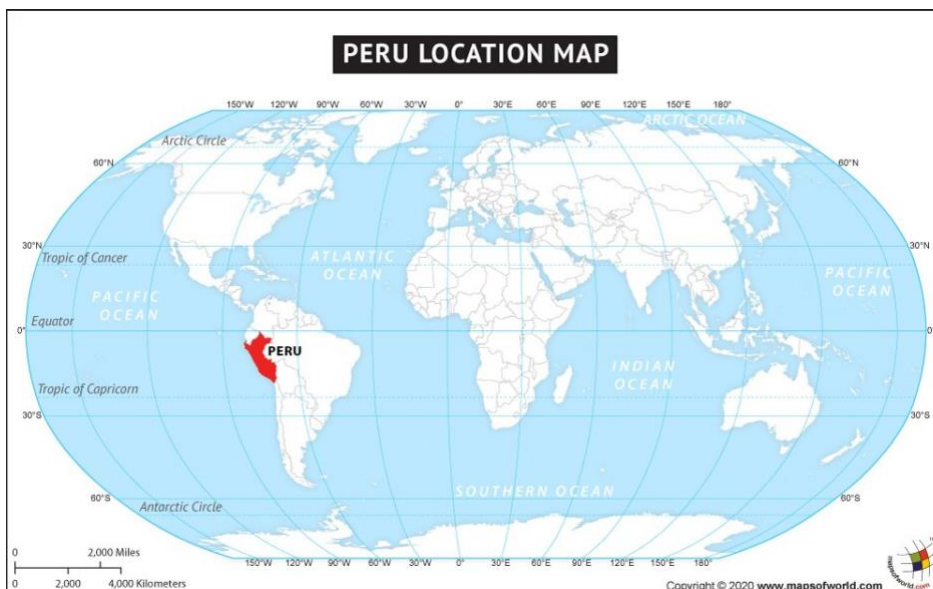 PERU LOCATION MAP
150°W 120°W 90°W 60°W 30°W 0° 30°E 60°E 90°E 120°E 150°E 180°
ARCTIC OCEAN
Arctic Circle
60°N 60°N
30°N 30°N
Tropic of Cancer
ATLANTIC
OCEAN
PACIFIC
OCEAN
PACIFIC
OCEAN
Equator
0° 0°
PERU
INDIAN
OCEAN
Tropic of Capricorn
30°S 30°S
SOUTHERN OCEAN
60°S 60°S
Antarctic Circle
150°W 120°W 90°W 60°W 30°W 0° 30°E 60°E 90°E 120°E 150°E 180°
0 2,000 Miles
0 2,000 4,000 Kilometers
Copyright © 2020 www.mapsofworld.com
mapsofworld.com